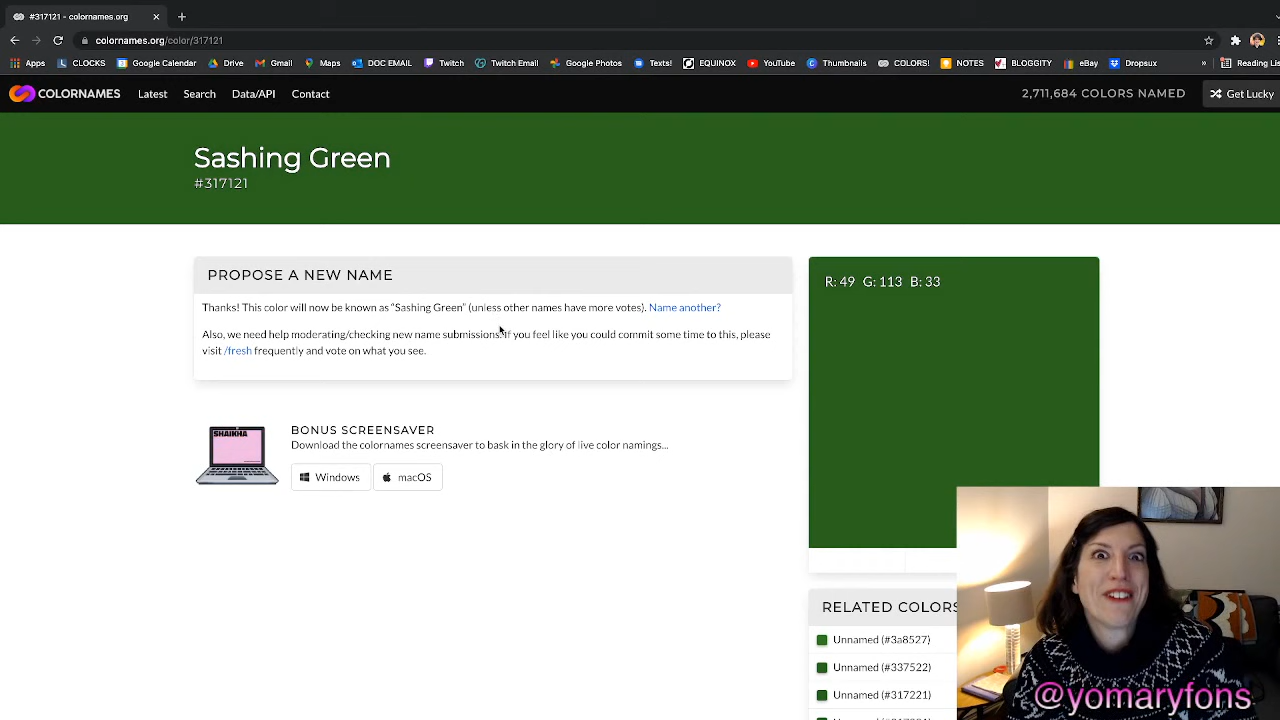 #317121 - colornames.org
colornames.org/color/317121
Apps CLOCKS Google Calendar Drive Gmail Maps DOC EMAIL Twitch Twitch Email Google Photos Texts! EQUINOX YouTube Thumbnails COLORS! NOTES BLOGGITY eBay Dropsux Reading List
COLORNAMES Latest Search Data/API Contact 2,711,684 COLORS NAMED Get Lucky
Sashing Green
#317121
PROPOSE A NEW NAME
Thanks! This color will now be known as “Sashing Green” (unless other names have more votes). Name another?
Also, we need help moderating/checking new name submissions. If you feel like you could commit some time to this, please
visit /fresh frequently and vote on what you see.
R: 49 G: 113 B: 33
SHAIKHA
BONUS SCREENSAVER
Download the colornames screensaver to bask in the glory of live color namings...
Windows macOS
RELATED COLORS
Unnamed (#3a8527)
Unnamed (#337522)
Unnamed (#317221)
@yomaryfons